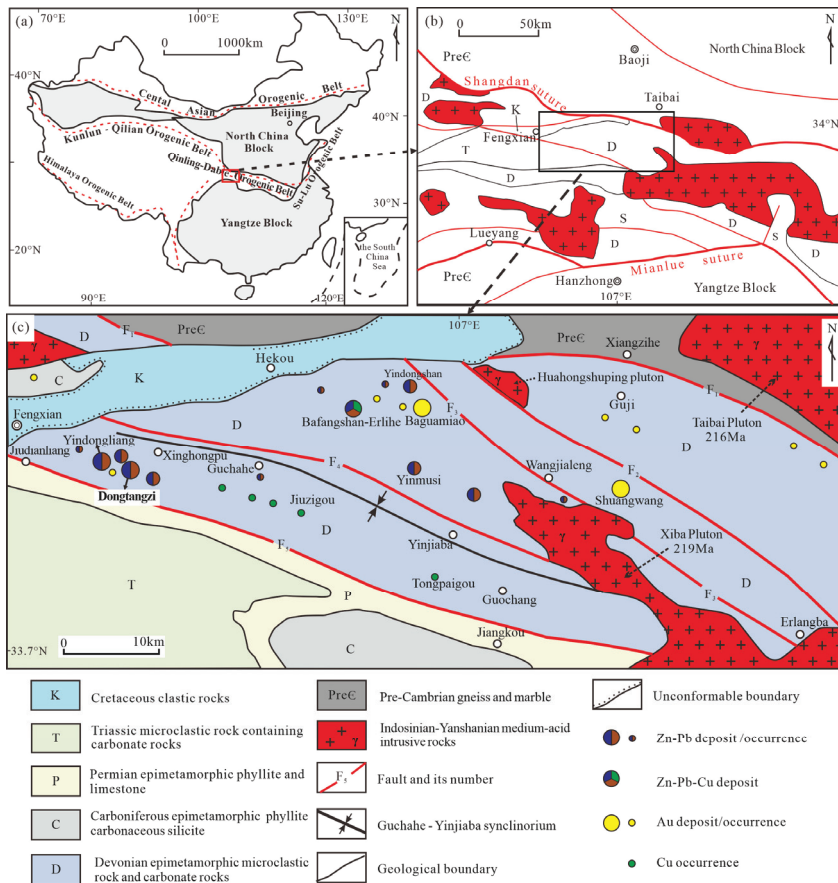 70°E
100°E
130°E
(a)
0
1000km
N
40°N
Cental
Asian
Orogenic
Belt
Beijing
North China
Block
Kunlun - Qilian Orogenic Belt
Qinling-Dabie-Orogenic Belt
Su-Lu Orogenic Belt
Himalaya Orogenic Belt
Yangtze Block
30°N
20°N
the South
China
Sea
90°E
120°E
(b)
0
50km
N
PreЄ
Baoji
North China Block
Shangdan suture
D
K
Taibai
Fengxian
34°N
T
D
D
S
D
D
S
D
Lueyang
PreЄ
Hanzhong
Mianlue suture
107°E
Yangtze Block
(c)
107°E
N
D
F1
PreЄ
PreЄ
Xiangzihe
γ
C
K
Hekou
Yindongshan
Huahongshuping pluton
F1
γ
Fengxian
D
Bafangshan-Erlihe
Baguamiao
F3
Guji
Taibai Pluton
216Ma
D
Jiudianliang
Yindongliang
Xinghongpu
Guchahe
F4
Yinmusi
Wangjialeng
F2
Shuangwang
Dongtangzi
Jiuzigou
γ
D
F5
Yinjiaba
Xiba Pluton
219Ma
T
Tongpaigou
D
F3
P
Guochang
Erlangba
33.7°N
0
10km
C
Jiangkou
K
Cretaceous clastic rocks
PreЄ
Pre-Cambrian gneiss and marble
Unconformable boundary
T
Triassic microclastic rock containing
carbonate rocks
γ
Indosinian-Yanshanian medium-acid
intrusive rocks
Zn-Pb deposit /occurrence
P
Permian epimetamorphic phyllite and
limestone
F5
Fault and its number
Zn-Pb-Cu deposit
C
Carboniferous epimetamorphic phyllite
carbonaceous silicite
Guchahe - Yinjiaba synclinorium
Au deposit/occurrence
D
Devonian epimetamorphic microclastic
rock and carbonate rocks
Geological boundary
Cu occurrence